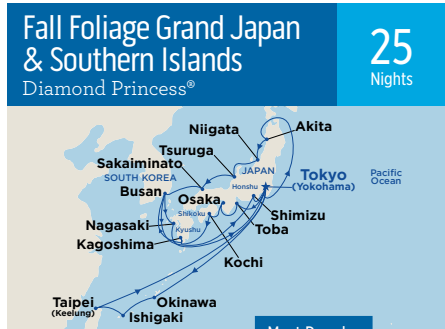 Fall Foliage Grand Japan
& Southern Islands
Diamond Princess®
25
Nights
Niigata
Akita
Tsuruga
Sakaiminato
JAPAN
SOUTH KOREA
Busan
Honshu
Tokyo
(Yokohama)
Pacific
Ocean
Osaka
Shikoku
Shimizu
Nagasaki
Kyushu
Toba
Kagoshima
Kochi
Taipei
(Keelung)
Okinawa
Ishigaki